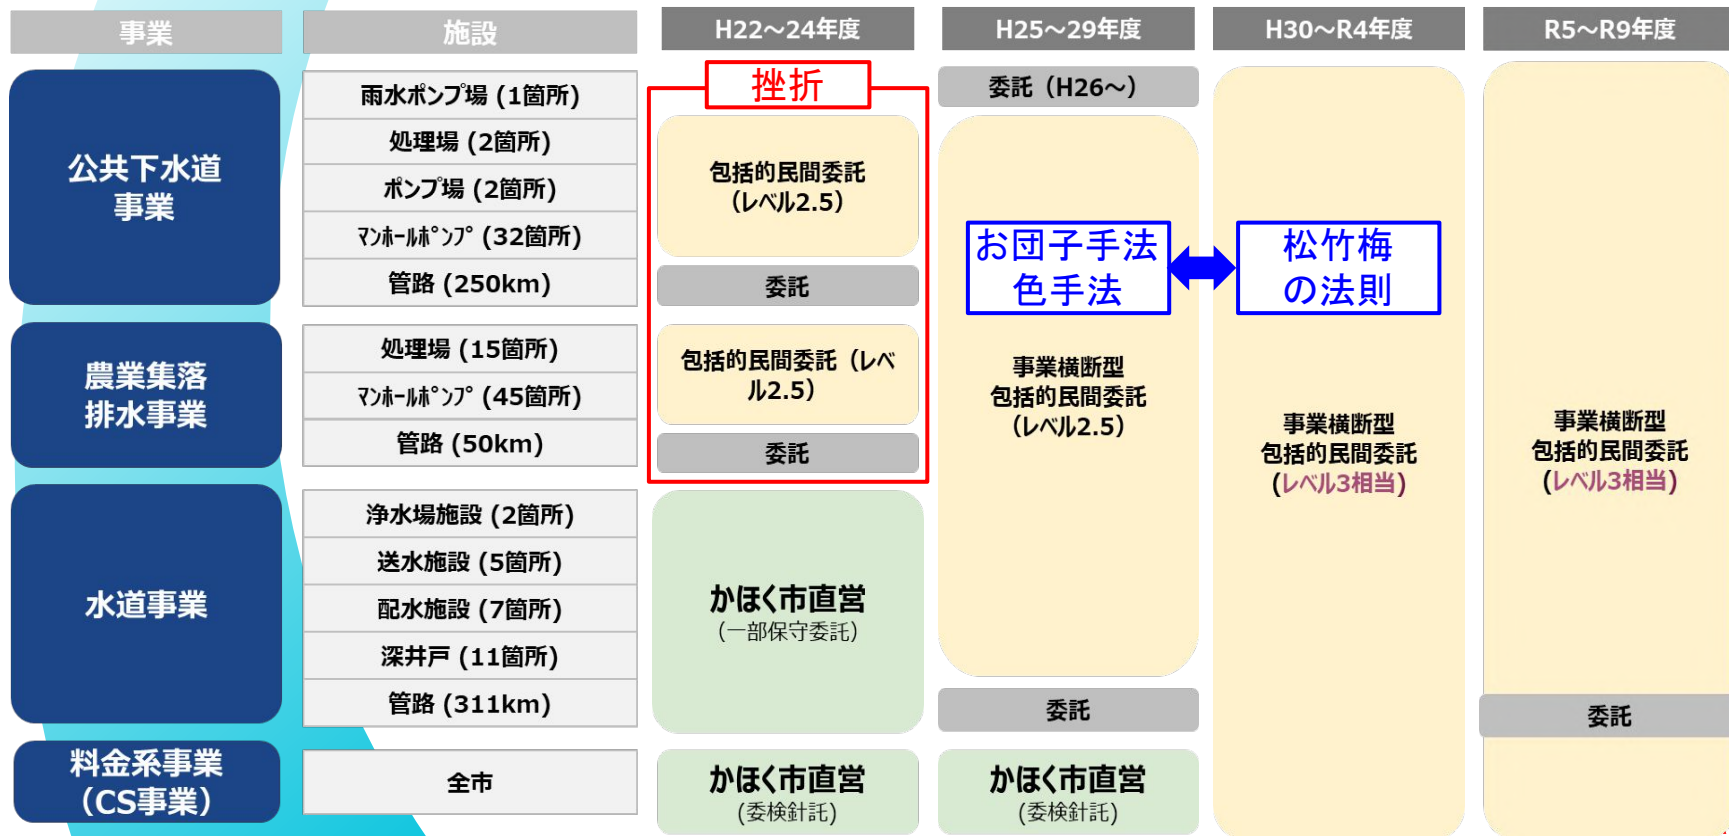 事業
施設
H22～24年度
H25～29年度
H30～R4年度
R5～R9年度
公共下水道
事業
雨水ポンプ場 (1箇所)
処理場 (2箇所)
ポンプ場 (2箇所)
ﾏﾝﾎｰﾙﾎﾟﾝﾌﾟ (32箇所)
管路 (250km)
農業集落
排水事業
処理場 (15箇所)
ﾏﾝﾎｰﾙﾎﾟﾝﾌﾟ (45箇所)
管路 (50km)
水道事業
浄水場施設 (2箇所)
送水施設 (5箇所)
配水施設 (7箇所)
深井戸 (11箇所)
管路 (311km)
料金系事業
（CS事業）
全市
挫折
包括的民間委託
（レベル2.5）
委託
包括的民間委託（レベ
ル2.5）
委託
かほく市直営
（一部保守委託）
かほく市直営
(委検針託)
委託（H26～）
お団子手法
色手法
事業横断型
包括的民間委託
（レベル2.5）
委託
かほく市直営
(委検針託)
松竹梅
の法則
事業横断型
包括的民間委託
(レベル3相当)
事業横断型
包括的民間委託
(レベル3相当)
委託